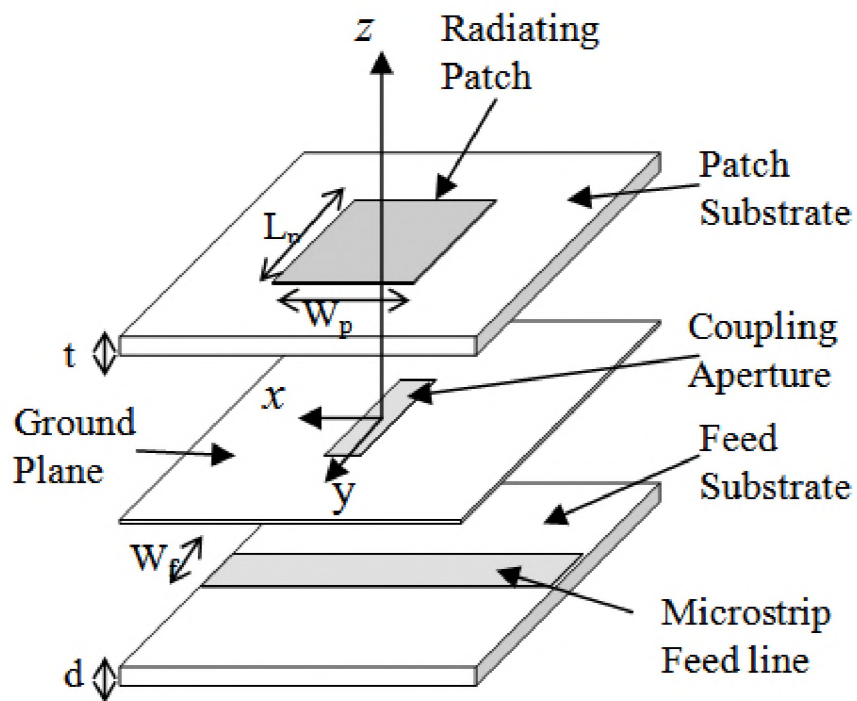 z
Radiating
Patch
Patch
Substrate
Lp
Wp
t
Coupling
Aperture
x
Ground
Plane
y
Feed
Substrate
Wf
Microstrip
Feed line
d